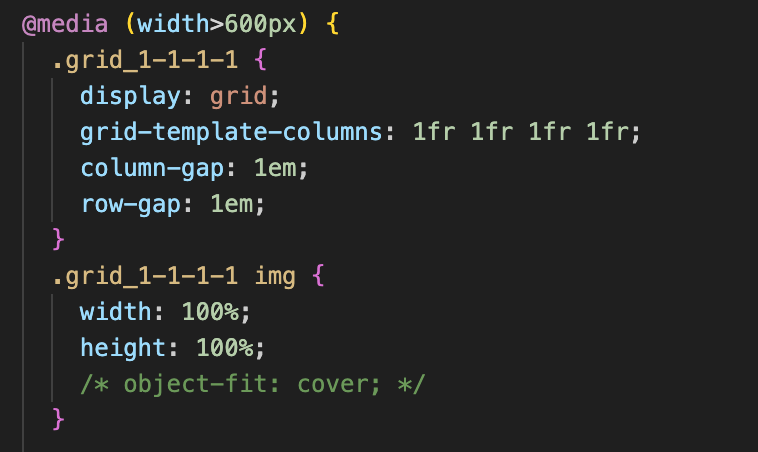 @media (width>600px) {
.grid_1-1-1-1 {
display: grid;
grid-template-columns: 1fr 1fr 1fr 1fr;
column-gap: 1em;
row-gap: 1em;
}
.grid_1-1-1-1 img {
width: 100%;
height: 100%;
/* object-fit: cover; */
}